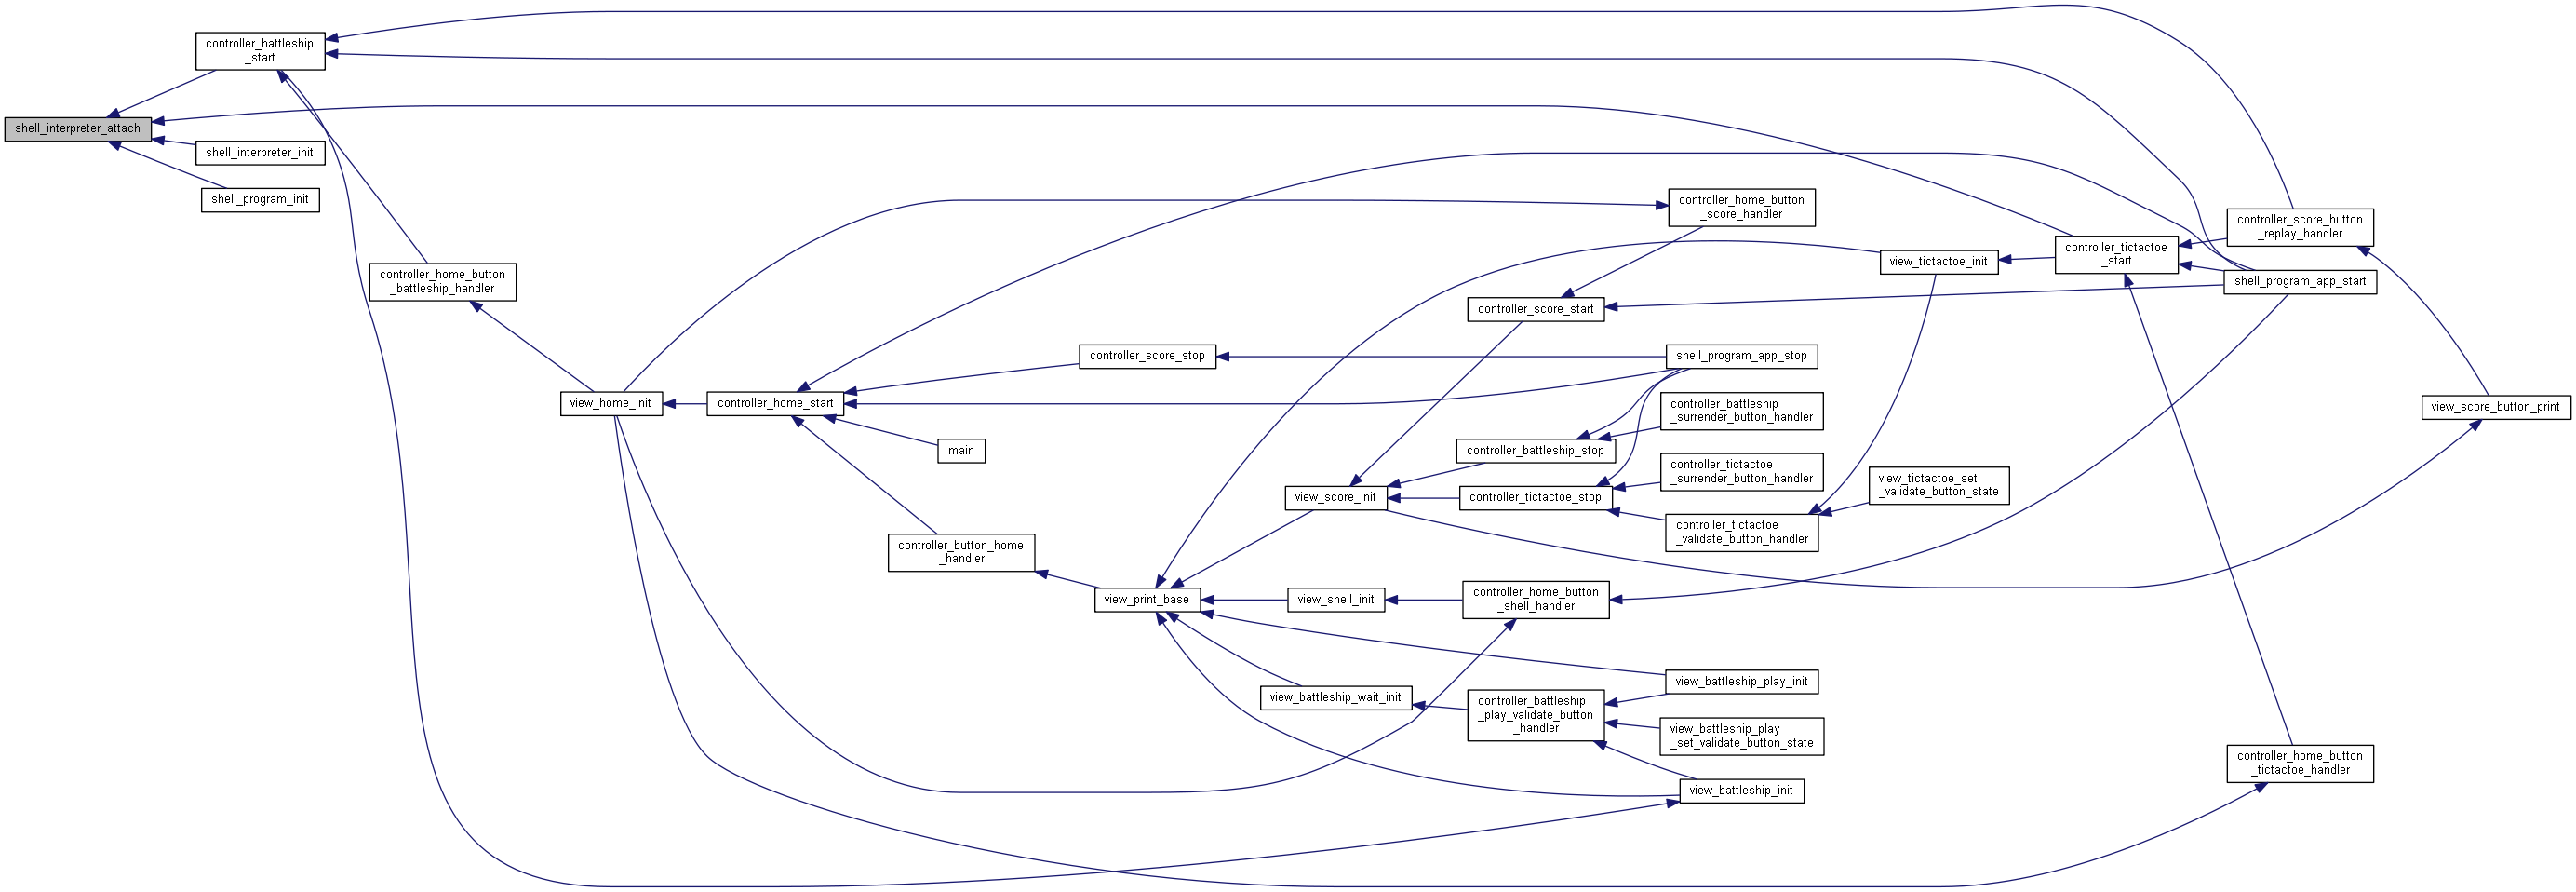 controller_battleship
_start
shell_interpreter_attach
shell_interpreter_init
shell_program_init
controller_home_button
_battleship_handler
view_home_init
controller_home_start
controller_score_stop
main
controller_button_home
_handler
view_print_base
view_score_init
view_shell_init
view_battleship_wait_init
controller_home_button
_score_handler
controller_score_start
shell_program_app_stop
controller_battleship
_surrender_button_handler
controller_battleship_stop
controller_tictactoe
_surrender_button_handler
controller_tictactoe_stop
controller_tictactoe
_validate_button_handler
controller_home_button
_shell_handler
view_battleship_play_init
controller_battleship
_play_validate_button
_handler
view_battleship_play
_set_validate_button_state
view_battleship_init
view_tictactoe_init
view_tictactoe_set
_validate_button_state
controller_tictactoe
_start
controller_score_button
_replay_handler
shell_program_app_start
view_score_button_print
controller_home_button
_tictactoe_handler